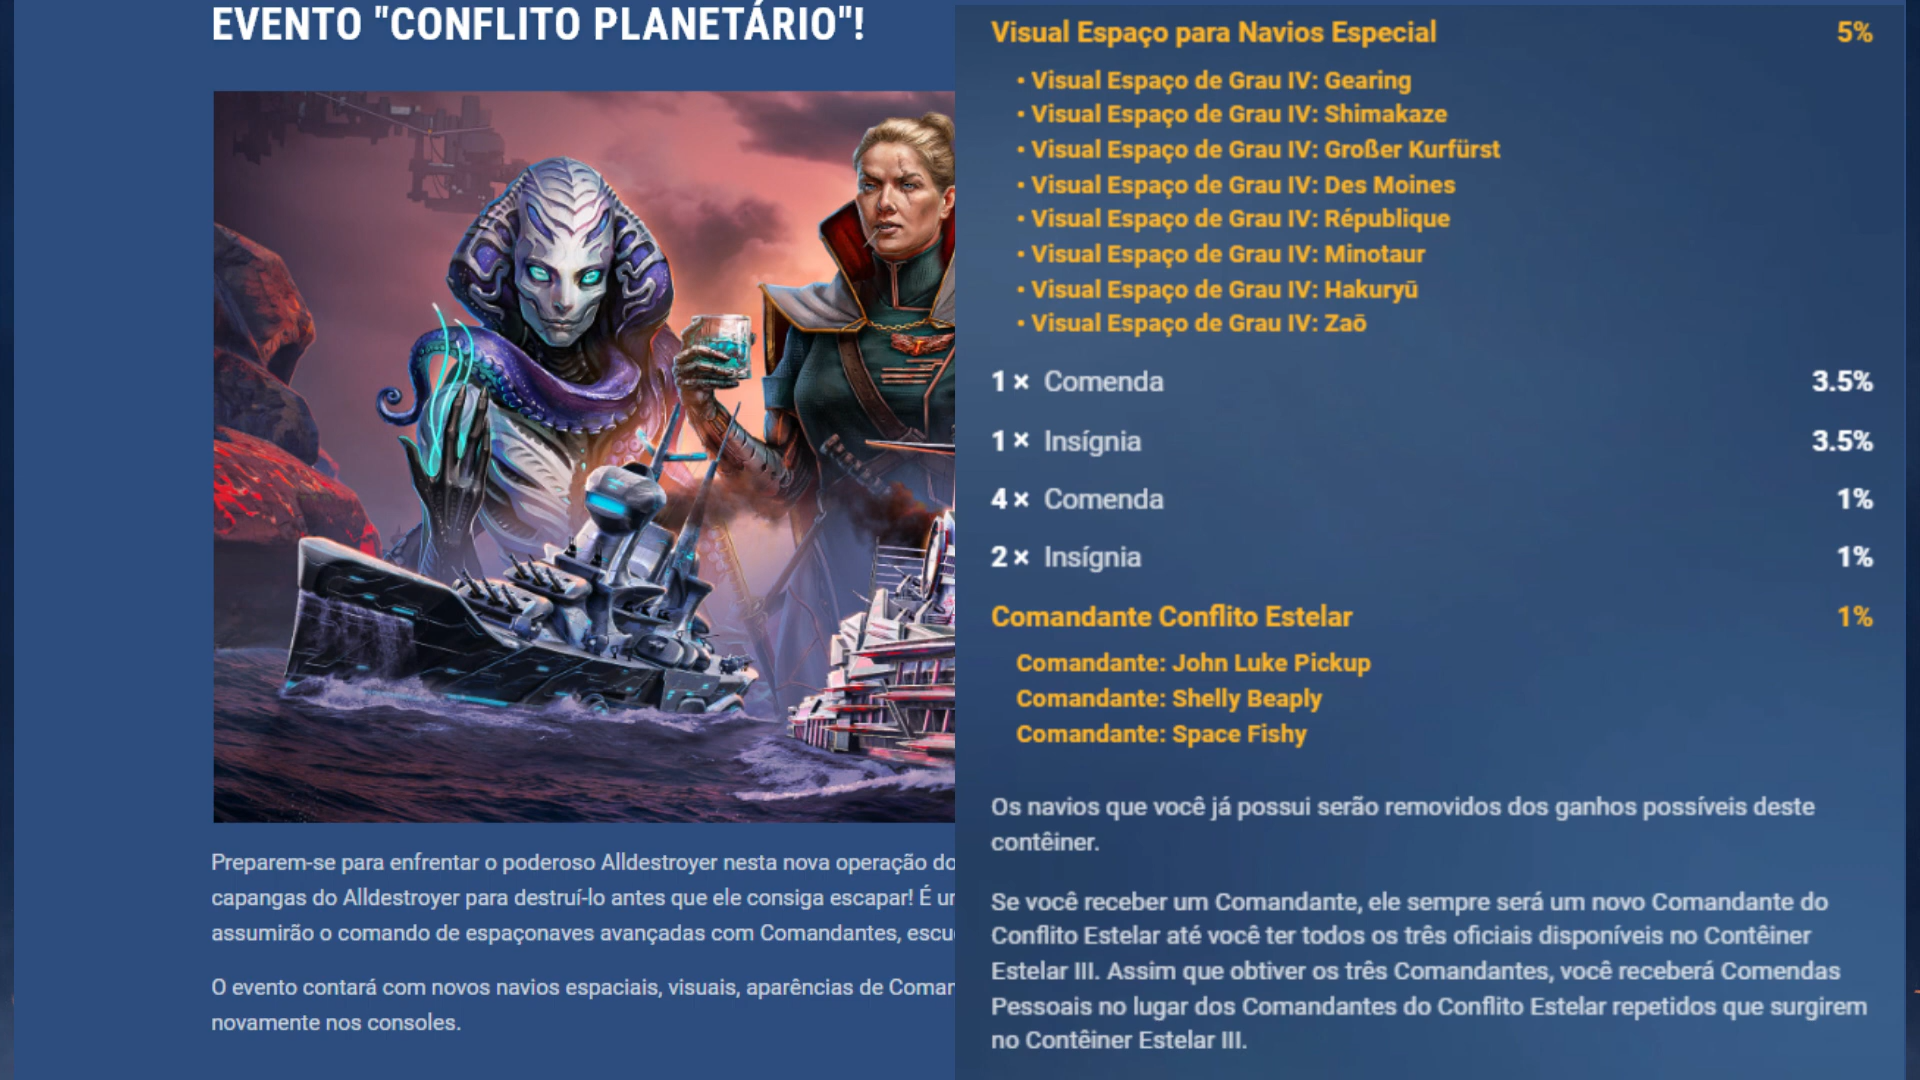 EVENTO "CONFLITO PLANETÁRIO"!
Preparem-se para enfrentar o poderoso Alldestroyer nesta nova operação do
capangas do Alldestroyer para destruí-lo antes que ele consiga escapar! É
assumirão o comando de espaçonaves avançadas com Comandantes,
O evento contará com novos navios espaciais, visuais, aparências de
novamente nos consoles.
Visual Espaço para Navios Especial 5%
• Visual Espaço de Grau IV: Gearing
• Visual Espaço de Grau IV: Shimakaze
• Visual Espaço de Grau IV: Großer Kurfürst
• Visual Espaço de Grau IV: Des Moines
• Visual Espaço de Grau IV: République
• Visual Espaço de Grau IV: Minotaur
• Visual Espaço de Grau IV: Hakuryū
• Visual Espaço de Grau IV: Zaō
1 × Comenda 3.5%
1 × Insígnia 3.5%
4 × Comenda 1%
2 × Insígnia 1%
Comandante Conflito Estelar 1%
Comandante: John Luke Pickup
Comandante: Shelly Beaply
Comandante: Space Fishy
Os navios que você já possui serão removidos dos ganhos possíveis deste
contêiner.
Se você receber um Comandante, ele sempre será um novo Comandante do
Conflito Estelar até você ter todos os três oficiais disponíveis no Contêiner
Estelar III. Assim que obtiver os três Comandantes, você receberá Comendas
Pessoais no lugar dos Comandantes do Conflito Estelar repetidos que surgirem
no Contêiner Estelar III.